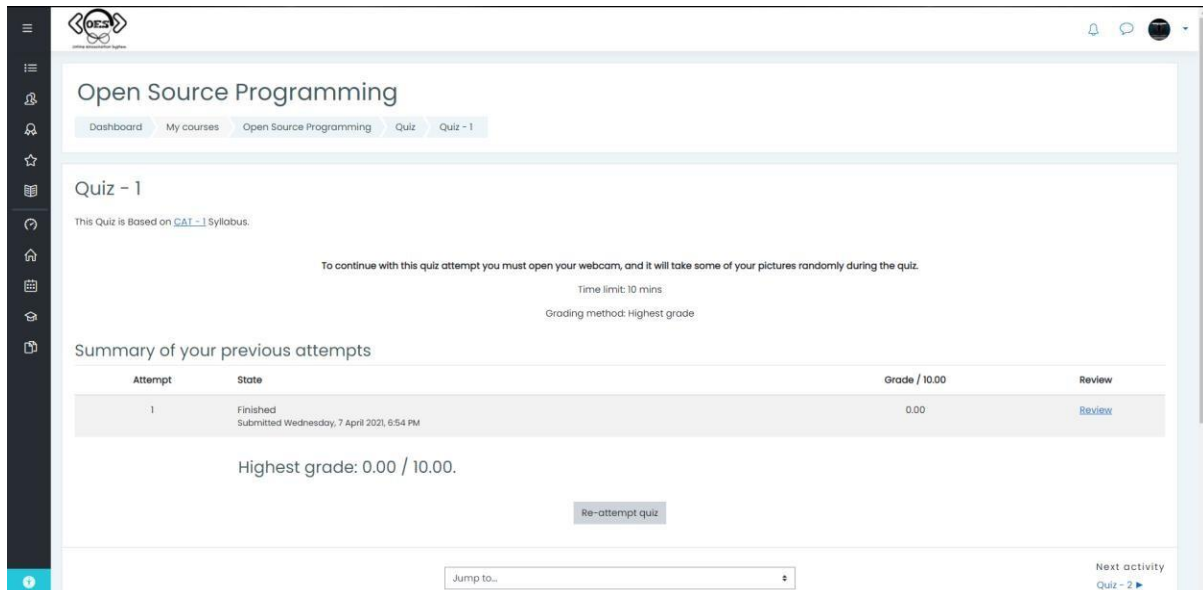 OES
Open Source Programming
Dashboard My courses Open Source Programming Quiz Quiz - 1
Quiz - 1
This Quiz is Based on CAT - 1 Syllabus.
To continue with this quiz attempt you must open your webcam, and it will take some of your pictures randomly during the quiz.
Time limit: 10 mins
Grading method: Highest grade
Summary of your previous attempts
Attempt State Grade / 10.00 Review
1 Finished 0.00 Review
Submitted Wednesday, 7 April 2021, 6:54 PM
Highest grade: 0.00 / 10.00.
Re-attempt quiz
Next activity
Jump to...
Quiz - 2 ►